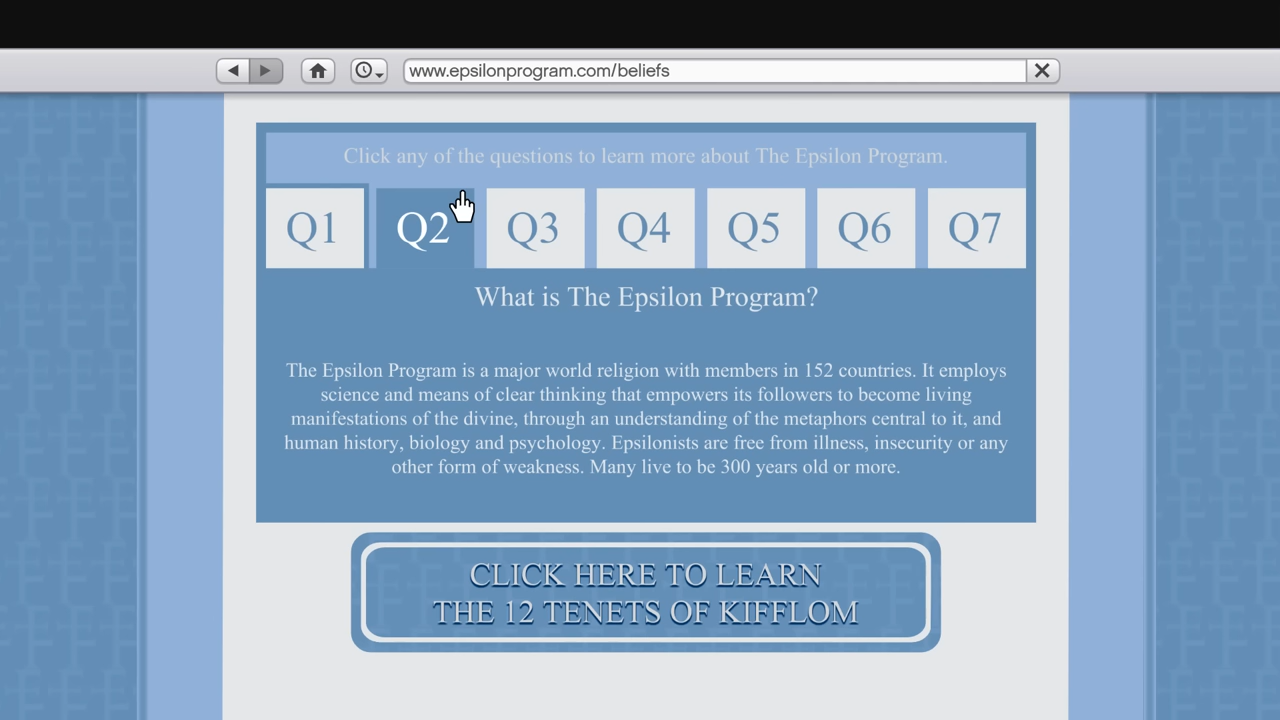 www.epsilonprogram.com/beliefs
Click any of the questions to learn more about The Epsilon Program.
Q1 Q2 Q3 Q4 Q5 Q6 Q7
What is The Epsilon Program?
The Epsilon Program is a major world religion with members in 152 countries. It employs
science and means of clear thinking that empowers its followers to become living
manifestations of the divine, through an understanding of the metaphors central to it, and
human history, biology and psychology. Epsilonists are free from illness, insecurity or any
other form of weakness. Many live to be 300 years old or more.
CLICK HERE TO LEARN
THE 12 TENETS OF KIFFLOM